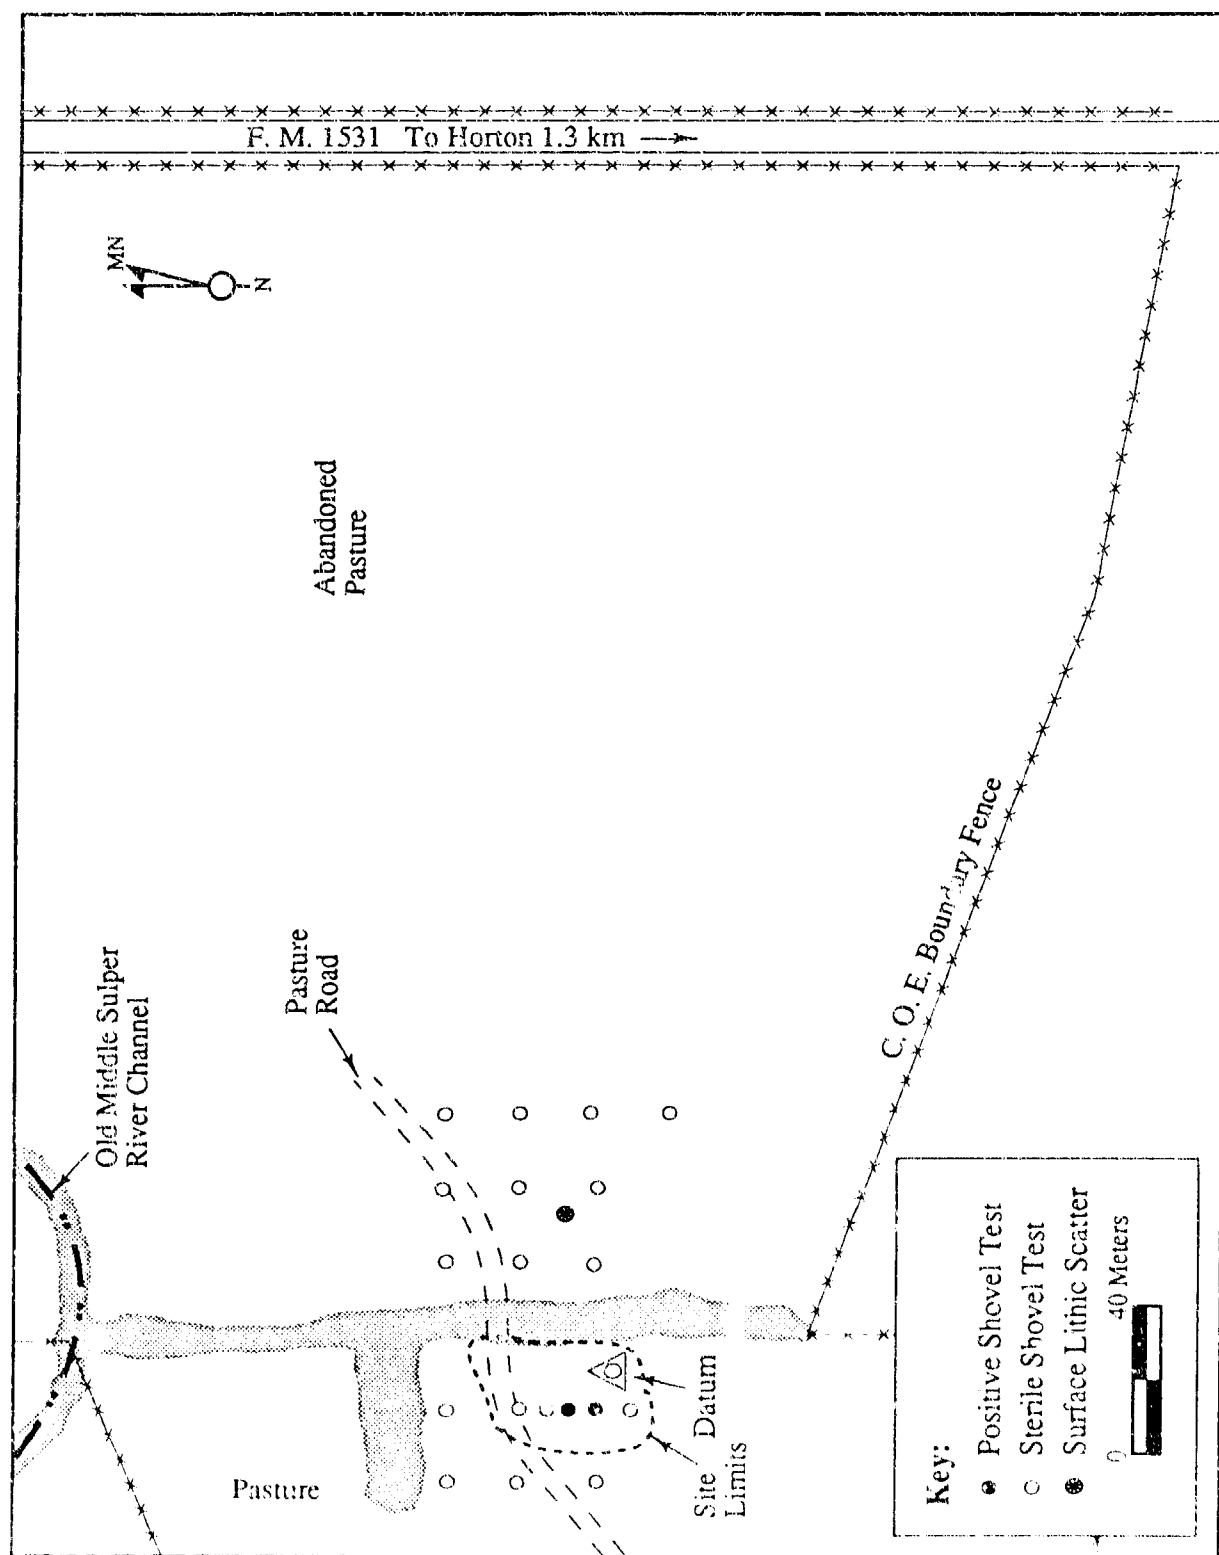 F. M. 1531 To Horton 1.3 km
MN
N
Abandoned
Pasture
Old Middle Sulper
River Channel
Pasture
Road
C. O. E. Boundary Fence
Pasture
Site
Limits
Datum
Key:
Positive Shovel Test
Sterile Shovel Test
Surface Lithic Scatter
0 40 Meters